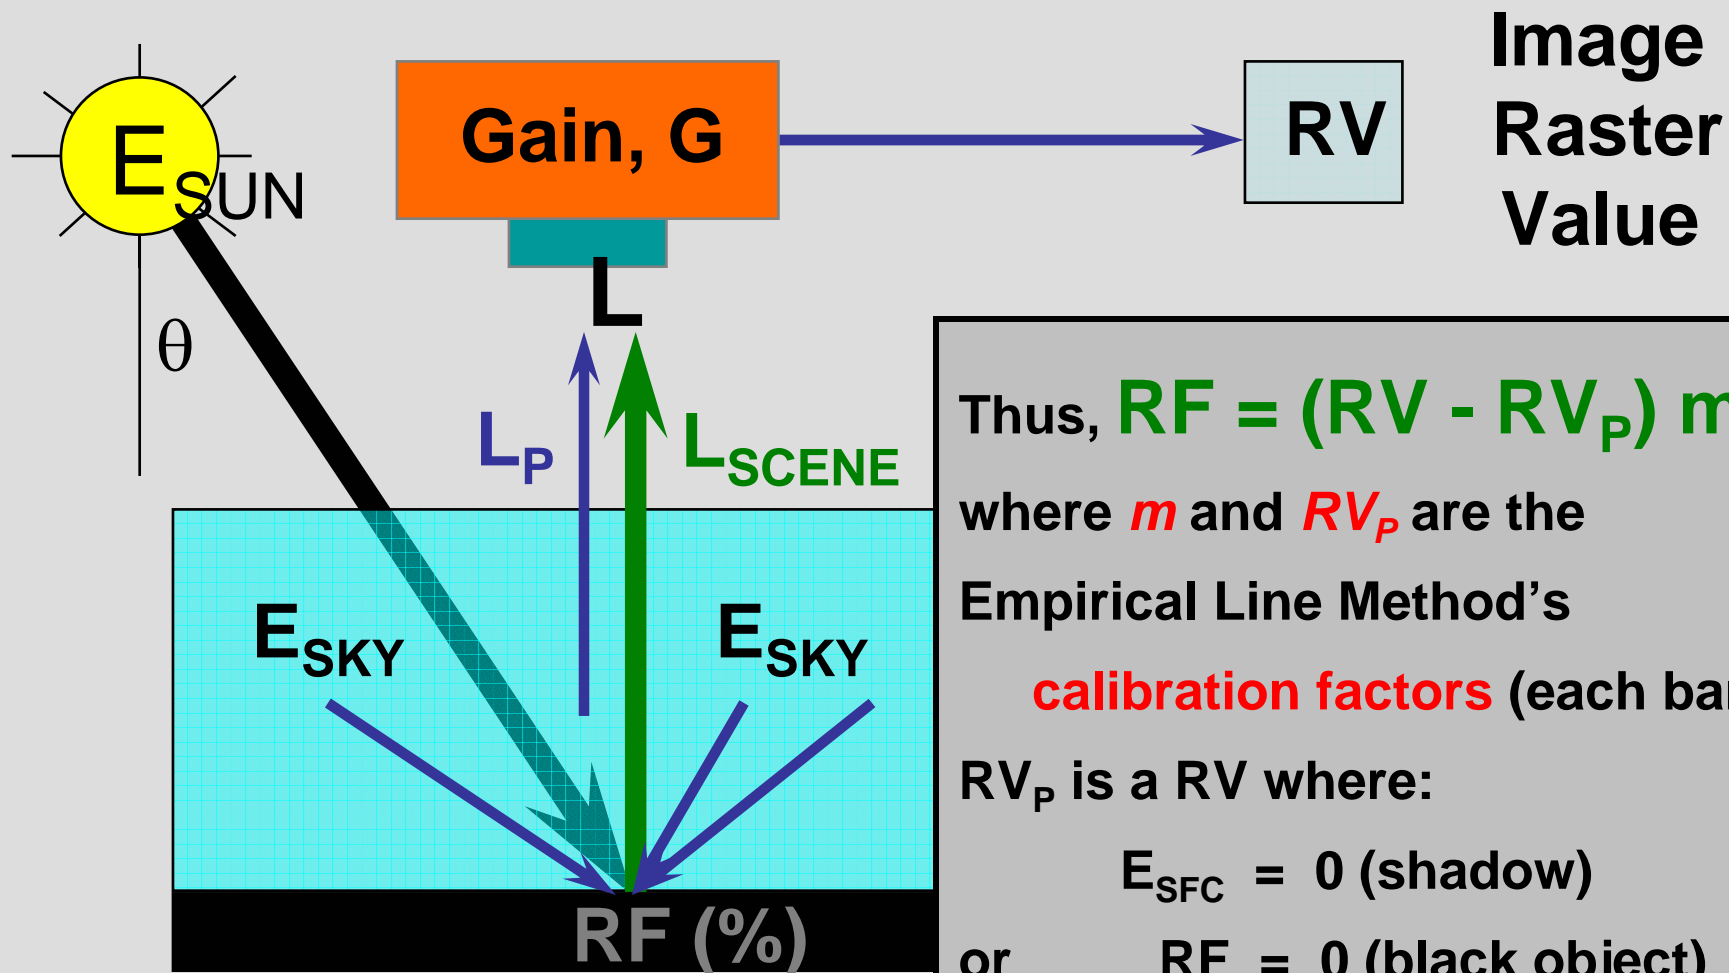 Image
Raster
Value
E SUN
Gain, G
RV
θ
L
L P
L SCENE
E SKY
E SKY
RF (%)
Thus, RF = (RV - RV P) m
where m and RV P are the
Empirical Line Method's
calibration factors (each
RV P is a RV where:
E SFC = 0 (shadow)
or RF = 0 (black object)